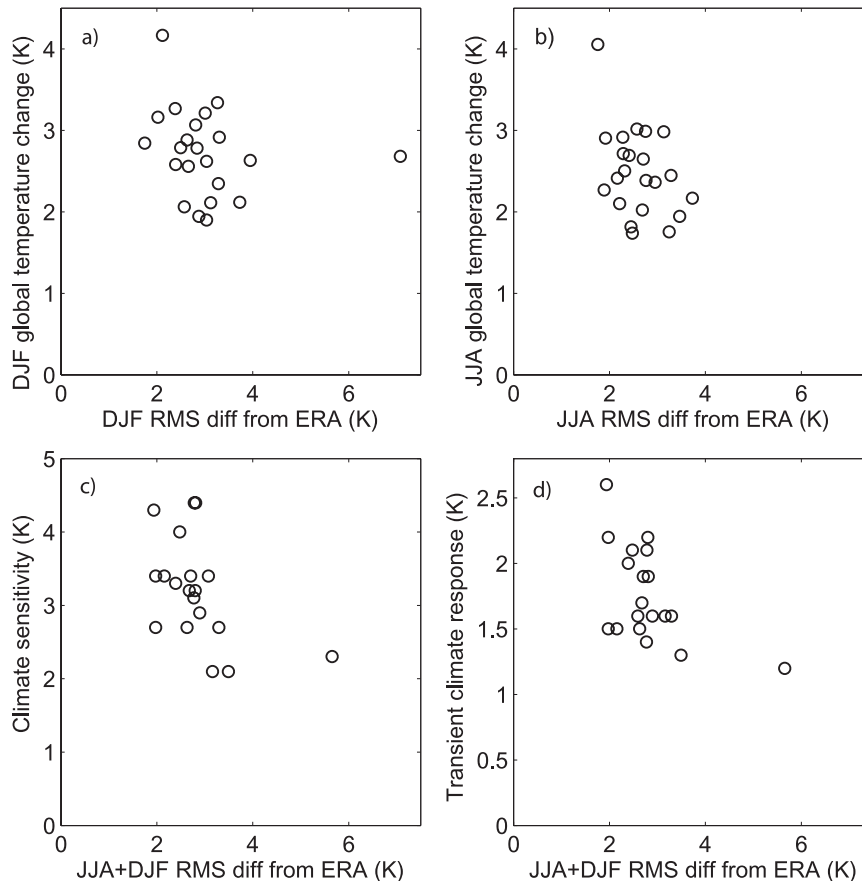 a)
DJF global temperature change (K)
4
3
2
1
0
0 2 4 6
DJF RMS diff from ERA (K)
b)
JJA global temperature change (K)
4
3
2
1
0
0 2 4 6
JJA RMS diff from ERA (K)
c)
Climate sensitivity (K)
5
4
3
2
1
0
0 2 4 6
JJA+DJF RMS diff from ERA (K)
d)
Transient climate response (K)
2.5
2
1.5
1
0.5
0
0 2 4 6
JJA+DJF RMS diff from ERA (K)